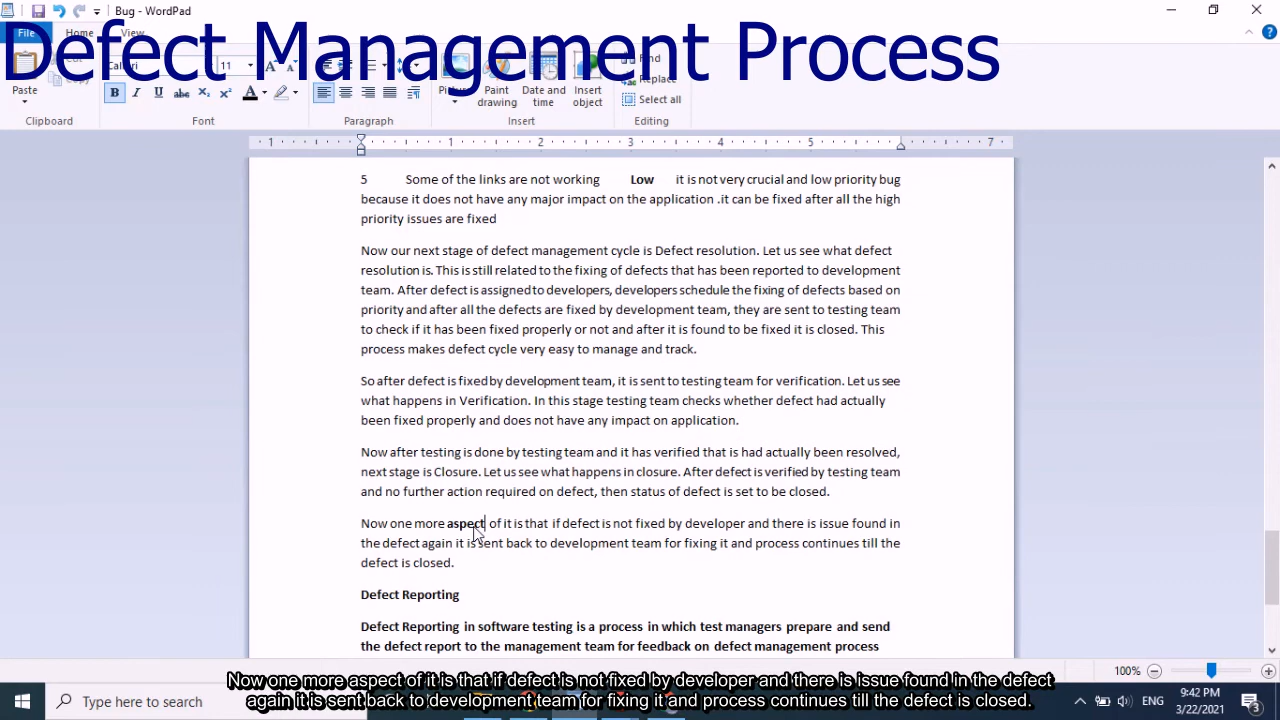 Bug - WordPad
Defect Management Process
File
Home
View
Cut
Copy
Paste
Calibri
11
Find
Replace
Select all
Picture
Paint drawing
Date and time
Insert object
Clipboard
Font
Paragraph
Insert
Editing
1 1 2 3 4 5 7
5 Some of the links are not working Low it is not very crucial and low priority bug
because it does not have any major impact on the application .it can be fixed after all the high
priority issues are fixed
Now our next stage of defect management cycle is Defect resolution. Let us see what defect
resolution is. This is still related to the fixing of defects that has been reported to development
team. After defect is assigned to developers, developers schedule the fixing of defects based on
priority and after all the defects are fixed by development team, they are sent to testing team
to check if it has been fixed properly or not and after it is found to be fixed it is closed. This
process makes defect cycle very easy to manage and track.
So after defect is fixed by development team, it is sent to testing team for verification. Let us see
what happens in Verification. In this stage testing team checks whether defect had actually
been fixed properly and does not have any impact on application.
Now after testing is done by testing team and it has verified that is had actually been resolved,
next stage is Closure. Let us see what happens in closure. After defect is verified by testing team
and no further action required on defect, then status of defect is set to be closed.
Now one more aspect of it is that if defect is not fixed by developer and there is issue found in
the defect again it is sent back to development team for fixing it and process continues till the
defect is closed.
Defect Reporting
Defect Reporting in software testing is a process in which test managers prepare and send
the defect report to the management team for feedback on defect management process
100%
Now one more aspect of it is that if defect is not fixed by developer and there is issue found in the defect
again it is sent back to development team for fixing it and process continues till the defect is closed.
Type here to search
ENG
9:42 PM
3/22/2021
3